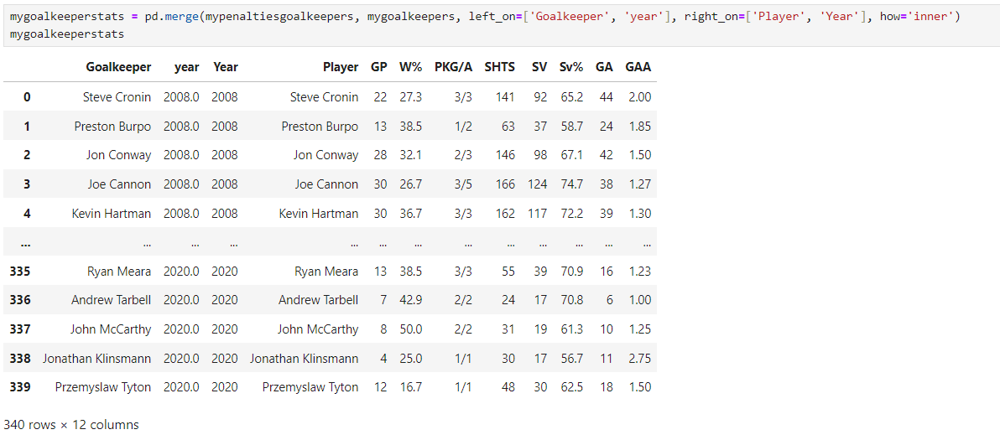 mygoalkeeperstats = pd.merge(mypenaltiesgoalkeepers, mygoalkeepers, left_on=['Goalkeeper', 'year'], right_on=['Player', 'Year'], how='inner')
mygoalkeeperstats
Goalkeeper year Year Player GP W% PKG/A SHTS SV Sv% GA GAA
0 Steve Cronin 2008.0 2008 Steve Cronin 22 27.3 3/3 141 92 65.2 44 2.00
1 Preston Burpo 2008.0 2008 Preston Burpo 13 38.5 1/2 63 37 58.7 24 1.85
2 Jon Conway 2008.0 2008 Jon Conway 28 32.1 2/3 146 98 67.1 42 1.50
3 Joe Cannon 2008.0 2008 Joe Cannon 30 26.7 3/5 166 124 74.7 38 1.27
4 Kevin Hartman 2008.0 2008 Kevin Hartman 30 36.7 3/3 162 117 72.2 39 1.30
... ... ... ... ... ... ... ... ... ... ... ... ...
335 Ryan Meara 2020.0 2020 Ryan Meara 13 38.5 3/3 55 39 70.9 16 1.23
336 Andrew Tarbell 2020.0 2020 Andrew Tarbell 7 42.9 2/2 24 17 70.8 6 1.00
337 John McCarthy 2020.0 2020 John McCarthy 8 50.0 2/2 31 19 61.3 10 1.25
338 Jonathan Klinsmann 2020.0 2020 Jonathan Klinsmann 4 25.0 1/1 30 17 56.7 11 2.75
339 Przemyslaw Tyton 2020.0 2020 Przemyslaw Tyton 12 16.7 1/1 48 30 62.5 18 1.50
340 rows × 12 columns